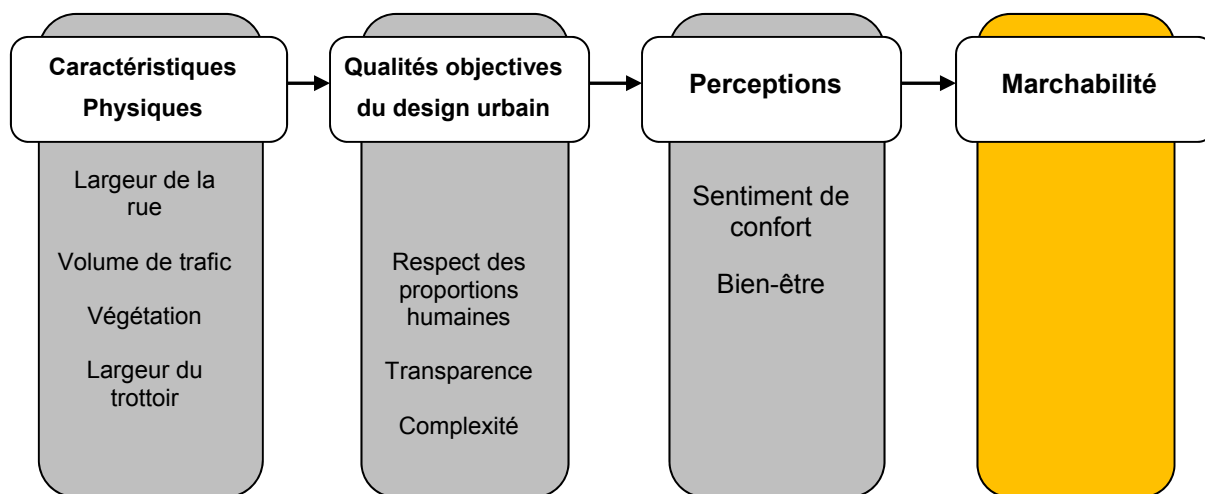 Caractéristiques
Physiques
Largeur de la
rue
Volume de trafic
Végétation
Largeur du
trottoir
Qualités objectives
du design urbain
Respect des
proportions
humaines
Transparence
Complexité
Perceptions
Sentiment de
confort
Bien-être
Marchabilité